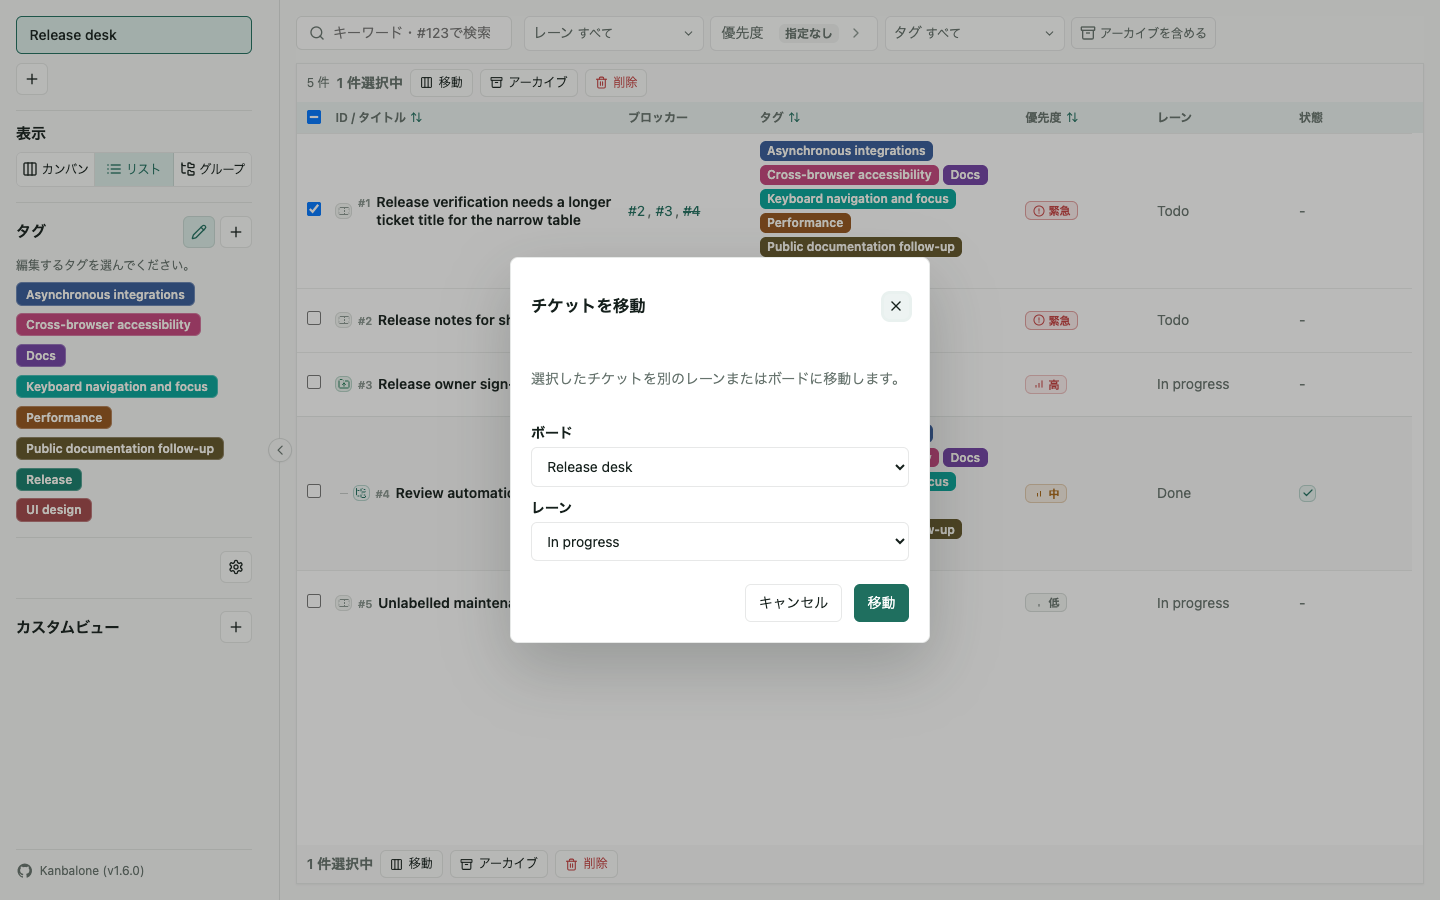 Release desk
表示
カンバン
リスト
グループ
タグ
編集するタグを選んでください。
Asynchronous integrations
Cross-browser accessibility
Docs
Keyboard navigation and focus
Performance
Public documentation follow-up
Release
UI design
カスタムビュー
Kanbalone (v1.6.0)
キーワード・#123で検索
レーン すべて
優先度 指定なし
タグ すべて
アーカイブを含める
5 件 1 件選択中 移動 アーカイブ 削除
ID / タイトル ブロッカー タグ 優先度 レーン 状態
#1 Release verification needs a longer
ticket title for the narrow table
#2, #3, #4
Asynchronous integrations
Cross-browser accessibility Docs
Keyboard navigation and focus
Performance
Public documentation follow-up
緊急
Todo
-
#2 Release notes for
緊急
Todo
-
#3 Release owner
高
In progress
-
#4 Review
Docs
中
Done
#5 Unlabelled
低
In progress
-
チケットを移動
選択したチケットを別のレーンまたはボードに移動します。
ボード
Release desk
レーン
In progress
キャンセル
移動
1 件選択中 移動 アーカイブ 削除